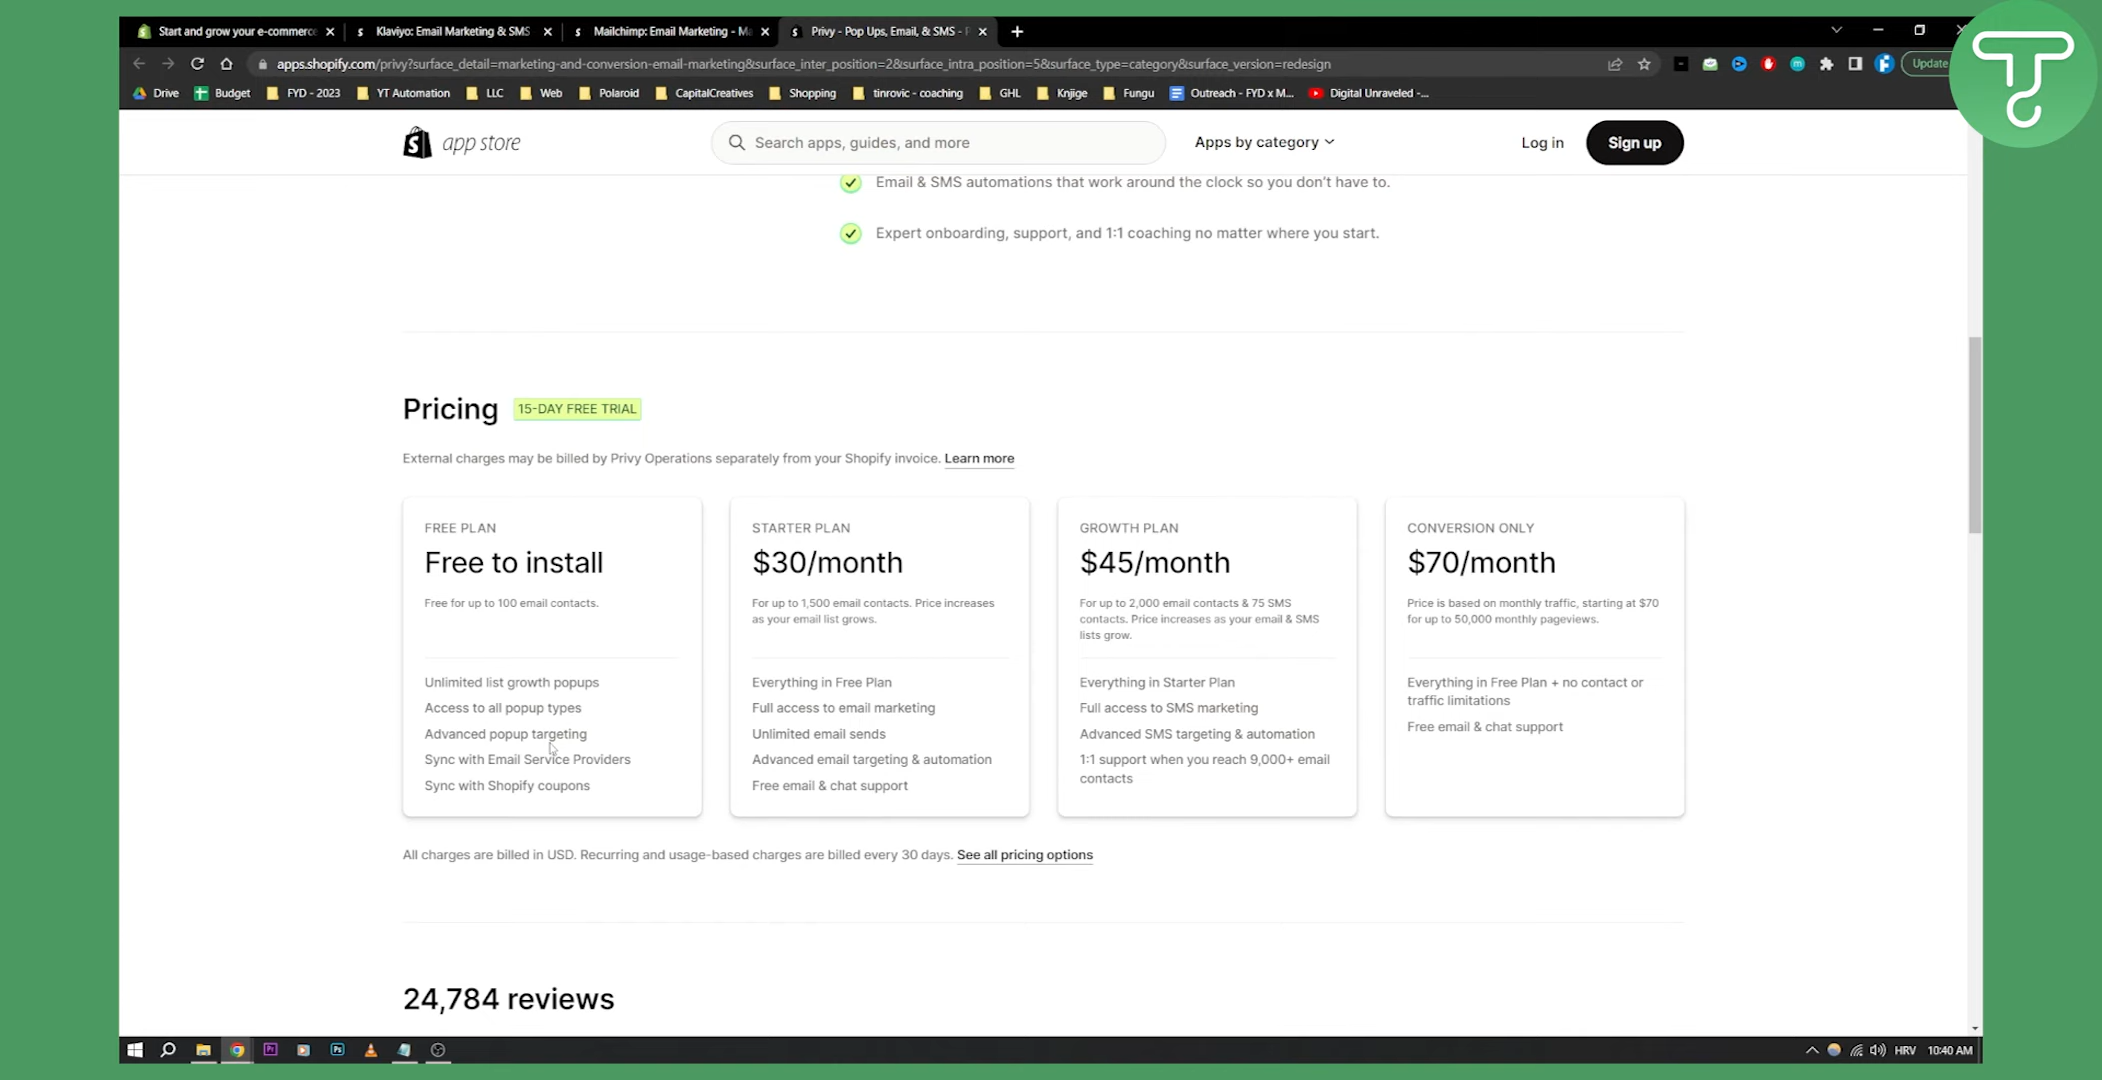 Start and grow your e-commerce
Klaviyo: Email Marketing & SMS
Mailchimp: Email Marketing - Ma
Privy - Pop Ups, Email, & SMS - P
apps.shopify.com/privy?surface_detail=marketing-and-conversion-email-marketing&surface_inter_position=2&surface_intra_position=5&surface_type=category&surface_version=redesign
Update
Drive
Budget
FYD - 2023
YT Automation
LLC
Web
Polaroid
CapitalCreatives
Shopping
tinrovic - coaching
GHL
Knjige
Fungu
Outreach - FYD x M...
Digital Unraveled -...
app store
Search apps, guides, and more
Apps by category
Log in
Sign up
Email & SMS automations that work around the clock so you don't have to.
Expert onboarding, support, and 1:1 coaching no matter where you start.
Pricing
15-DAY FREE TRIAL
External charges may be billed by Privy Operations separately from your Shopify invoice. Learn more
FREE PLAN
Free to install
Free for up to 100 email contacts.
Unlimited list growth popups
Access to all popup types
Advanced popup targeting
Sync with Email Service Providers
Sync with Shopify coupons
STARTER PLAN
$30/month
For up to 1,500 email contacts. Price increases
as your email list grows.
Everything in Free Plan
Full access to email marketing
Unlimited email sends
Advanced email targeting & automation
Free email & chat support
GROWTH PLAN
$45/month
For up to 2,000 email contacts & 75 SMS
contacts. Price increases as your email & SMS
lists grow.
Everything in Starter Plan
Full access to SMS marketing
Advanced SMS targeting & automation
1:1 support when you reach 9,000+ email
contacts
CONVERSION ONLY
$70/month
Price is based on monthly traffic, starting at $70
for up to 50,000 monthly pageviews.
Everything in Free Plan + no contact or
traffic limitations
Free email & chat support
All charges are billed in USD. Recurring and usage-based charges are billed every 30 days. See all pricing options
24,784 reviews
Pr
Ps
HRV
10:40 AM